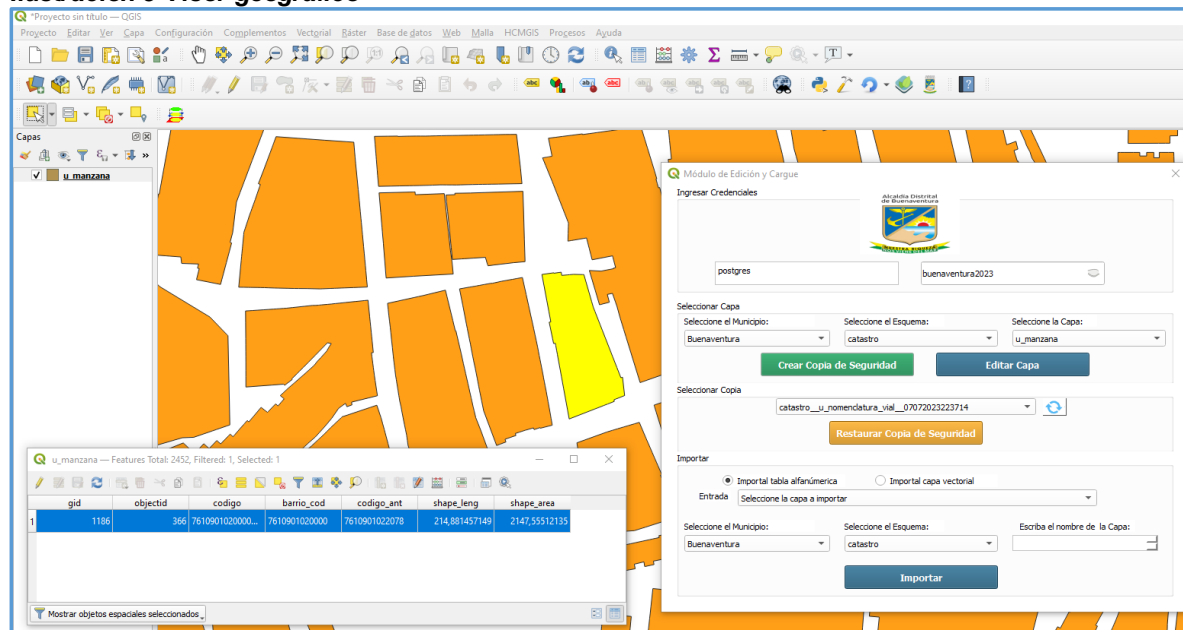 Ilustración 3 Visor geográfico
*Proyecto sin título — QGIS
Proyecto Editar Ver Capa Configuración Complementos Vectorial Ráster Base de datos Web Malla HCMGIS Procesos Ayuda
Capas
u_manzana
Módulo de Edición y Cargue
Ingresar Credenciales
Alcaldía Distrital
de Buenaventura
postgres
buenaventura2023
Seleccionar Capa
Seleccione el Municipio: Seleccione el Esquema: Seleccione la Capa:
Buenaventura catastro u_manzana
Crear Copia de Seguridad Editar Capa
Seleccionar Copia
catastro__u_nomenclatura_vial__07072023223714
Restaurar Copia de Seguridad
Importar
Importal tabla alfanúmerica Importal capa vectorial
Entrada Seleccione la capa a importar
Seleccione el Municipio: Seleccione el Esquema: Escriba el nombre de la Capa:
Buenaventura catastro
Importar
u_manzana — Features Total: 2452, Filtered: 1, Selected: 1
gid objectid codigo barrio_cod codigo_ant shape_leng shape_area
1 1186 366 7610901020000... 7610901020000 7610901022078 214,881457149 2147,55512135
Mostrar objetos espaciales seleccionados